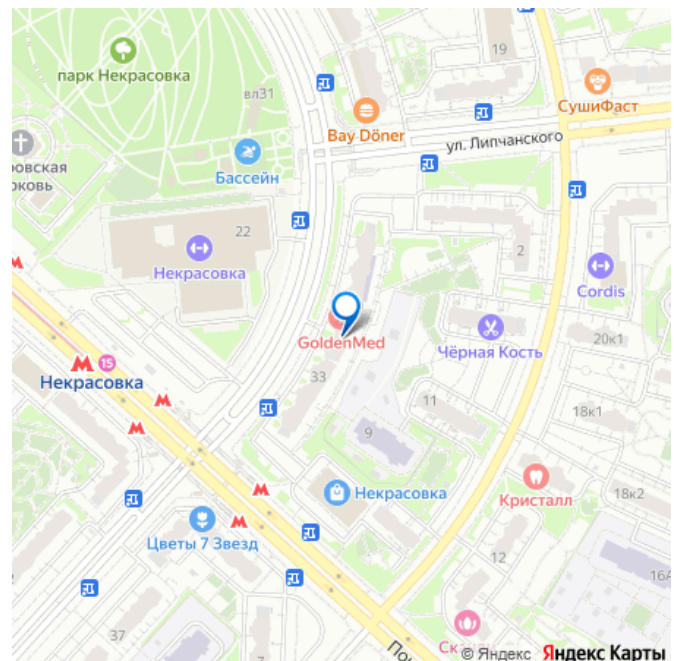 19
парк Некрасовка
вл31
СушиФаст
Bay Döner
ул. Липчанского
Бассейн
22
2
Некрасовка
Cordis
GoldenMed
20к1
Чёрная Кость
М
15
Некрасовка
М
33
11
18к1
М
9
Некрасовка
М
Кристалл
18к2
Цветы 7 Звезд
М
12
16А
37
© Яндекс Яндекс Карты